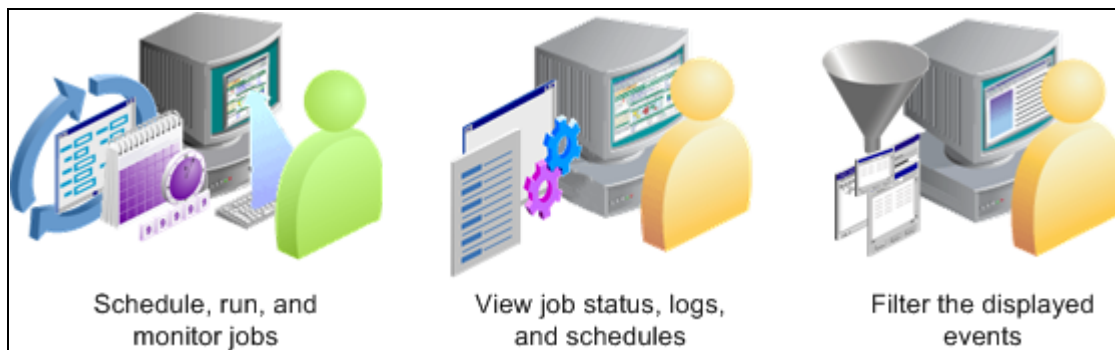 Schedule, run, and
monitor jobs
View job status, logs,
and schedules
Filter the displayed
events